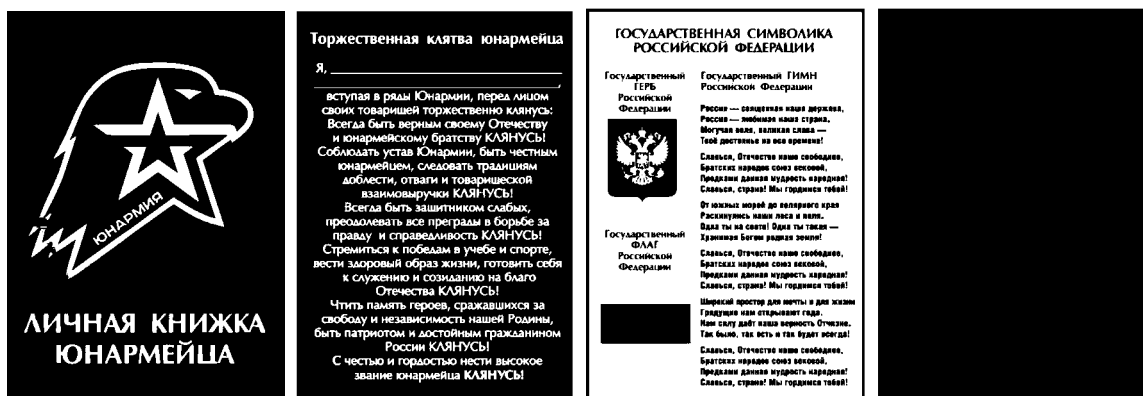 ЮНАРМИЯ
ЛИЧНАЯ КНИЖКА
ЮНАРМЕЙЦА
Торжественная клятва юнармейца
Я,
вступая в ряды Юнармии, перед лицом
своих товарищей торжественно клянусь:
Всегда быть верным своему Отечеству
и юнармейскому братству КЛЯНУСЬ!
Соблюдать устав Юнармии, быть честным
юнармейцем, следовать традициям
доблести, отваги и товарищеской
взаимовыручки КЛЯНУСЬ!
Всегда быть защитником слабых,
преодолевать все преграды в борьбе за
правду и справедливость КЛЯНУСЬ!
Стремиться к победам в учебе и спорте,
вести здоровый образ жизни, готовить себя
к служению и созиданию на благо
Отечества КЛЯНУСЬ!
Чтить память героев, сражавшихся за
свободу и независимость нашей Родины,
быть патриотом и достойным гражданином
России КЛЯНУСЬ!
С честью и гордостью нести высокое
звание юнармейца КЛЯНУСЬ!
ГОСУДАРСТВЕННАЯ СИМВОЛИКА
РОССИЙСКОЙ ФЕДЕРАЦИИ
Государственный
ГЕРБ
Российской
Федерации
Государственный
ФЛАГ
Российской
Федерации
Государственный ГИМН
Российской Федерации
Россия — священная наша держава,
Россия — любимая наша страна.
Могучая воля, великая слава —
Твоё достоянье на все времена!
Славься, Отечество наше свободное,
Братских народов союз вековой,
Предками данная мудрость народная!
Славься, страна! Мы гордимся тобой!
От южных морей до полярного края
Раскинулись наши леса и поля.
Одна ты на свете! Одна ты такая —
Хранимая Богом родная земля!
Славься, Отечество наше свободное,
Братских народов союз вековой,
Предками данная мудрость народная!
Славься, страна! Мы гордимся тобой!
Широкий простор для мечты и для жизни
Грядущие нам открывают года.
Нам силу даёт наша верность Отчизне.
Так было, так есть и так будет всегда!
Славься, Отечество наше свободное,
Братских народов союз вековой,
Предками данная мудрость народная!
Славься, страна! Мы гордимся тобой!